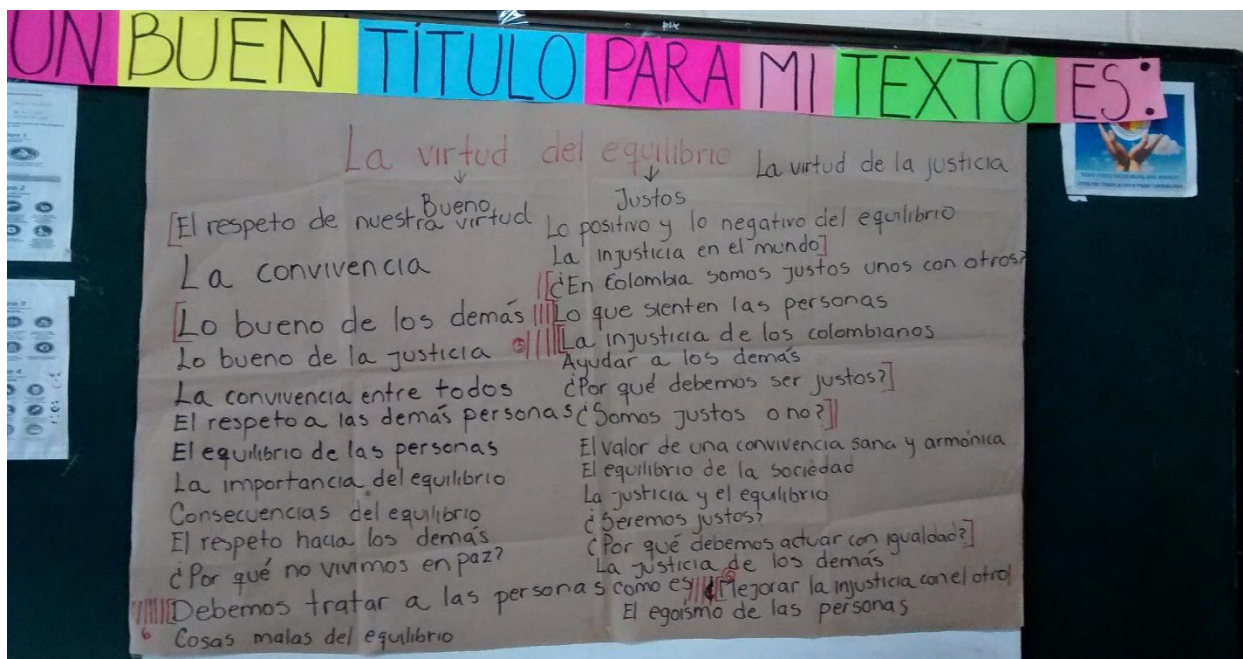 UN BUEN TÍTULO PARA MI TEXTO ES:
La virtud del equilibrio
La virtud de la justicia
Bueno
Justos
[El respeto de nuestra virtud
La convivencia
[Lo bueno de los demás
Lo bueno de la justicia
La convivencia entre todos
El respeto a las demás personas
El equilibrio de las personas
La importancia del equilibrio
Consecuencias del equilibrio
El respeto hacia los demás
¿Por qué no vivimos en paz?
[Debemos tratar a las personas como es
6 Cosas malas del equilibrio
Lo positivo y lo negativo del equilibrio
La injusticia en el mundo]
[¿En Colombia somos justos unos con otros?
Lo que sienten las personas
La injusticia de los colombianos
Ayudar a los demás
¿Por qué debemos ser justos?]
¿Somos justos o no?]
El valor de una convivencia sana y armónica
El equilibrio de la sociedad
La justicia y el equilibrio
¿Seremos justos?
¿Por qué debemos actuar con igualdad?]
La justicia de los demás
[Mejorar la injusticia con el otro
El egoísmo de las personas